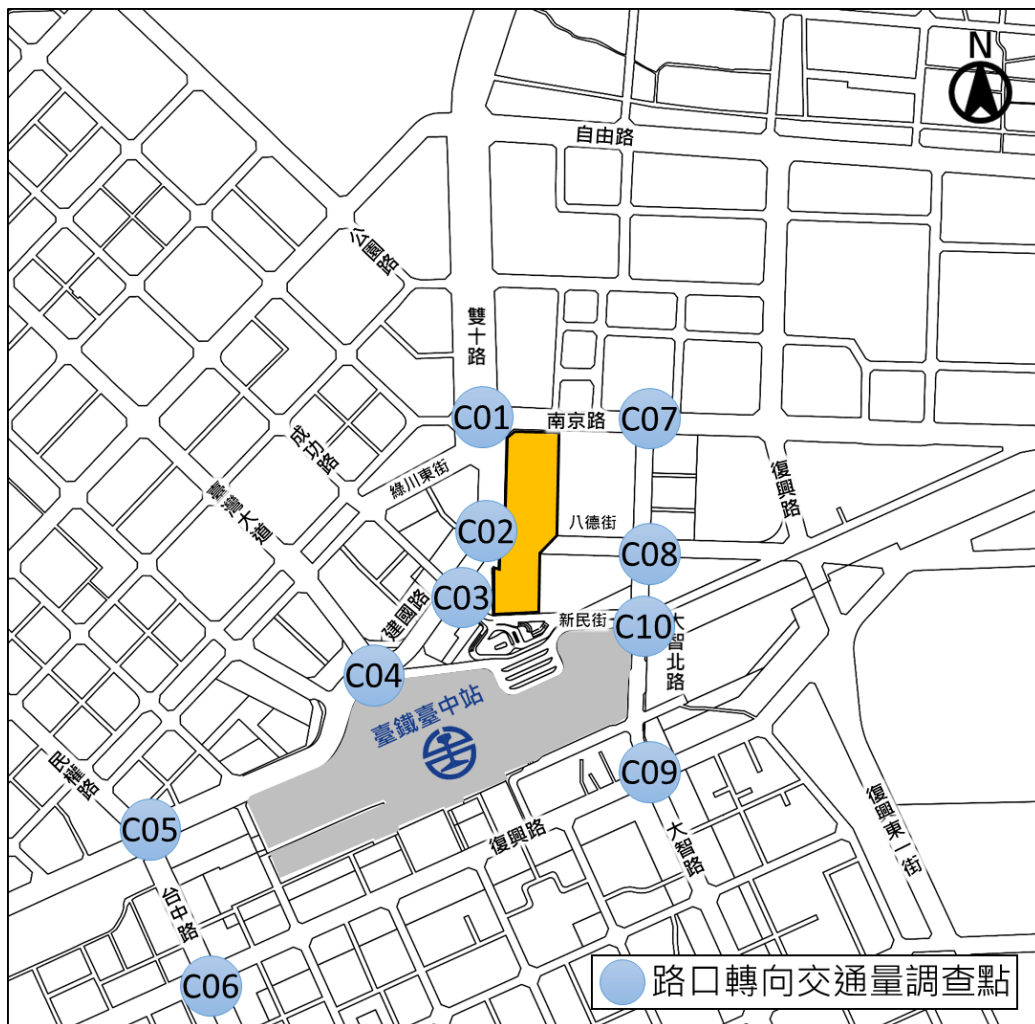 N
自由路
公園路
雙十路
C01
南京路
C07
成功路
綠川東街
臺灣大道
復興路
C02
八德街
C08
C03
建國路
新民街
C10
大智北路
C04
臺鐵臺中站
民權路
C09
C05
復興路
大智路
復興東一街
台中路
C06
路口轉向交通量調查點